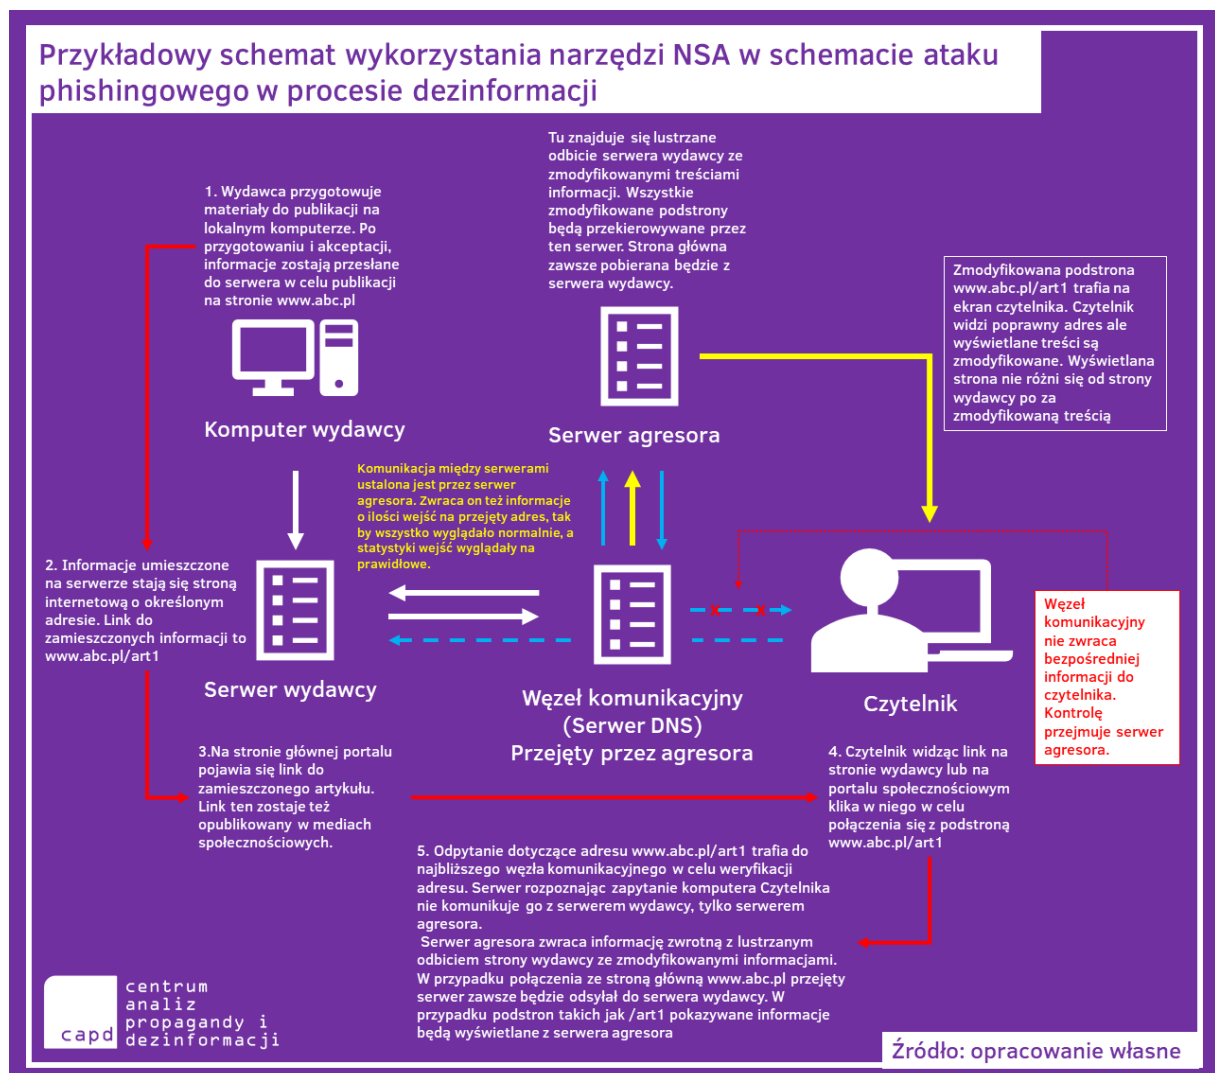 Przykładowy schemat wykorzystania narzędzi NSA w schemacie ataku
phishingowego w procesie dezinformacji
Tu znajduje się lustrzane
odbicie serwera wydawcy ze
zmodyfikowanymi treściami
informacji. Wszystkie
zmodyfikowane podstrony
będą przekierowywane przez
ten serwer. Strona główna
zawsze pobierana będzie z
serwera wydawcy.
1. Wydawca przygotowuje
materiały do publikacji na
lokalnym komputerze. Po
przygotowaniu i akceptacji,
informacje zostają przesłane
do serwera w celu publikacji
na stronie www.abc.pl
Zmodyfikowana podstrona
www.abc.pl/art1 trafia na
ekran czytelnika. Czytelnik
widzi poprawny adres ale
wyświetlane treści są
zmodyfikowane. Wyświetlana
strona nie różni się od strony
wydawcy po za
zmodyfikowaną treścią
Komputer wydawcy
Serwer agresora
Komunikacja między serwerami
ustalona jest przez serwer
agresora. Zwraca on też informacje
o ilości wejść na przejęty adres, tak
by wszystko wyglądało normalnie, a
statystyki wejść wyglądały na
prawidłowe.
2. Informacje umieszczone
na serwerze stają się stroną
internetową o określonym
adresie. Link do
zamieszczonych informacji to
www.abc.pl/art1
Węzeł
komunikacyjny
nie zwraca
bezpośredniej
informacji do
czytelnika.
Kontrolę
przejmuje serwer
agresora.
Serwer wydawcy
Węzeł komunikacyjny
(Serwer DNS)
Przejęty przez agresora
Czytelnik
3.Na stronie głównej portalu
pojawia się link do
zamieszczonego artykułu.
Link ten zostaje też
opublikowany w mediach
społecznościowych.
4. Czytelnik widząc link na
stronie wydawcy lub na
portalu społecznościowym
klika w niego w celu
połączenia się z podstroną
www.abc.pl/art1
5. Odpytanie dotyczące adresu www.abc.pl/art1 trafia do
najbliższego węzła komunikacyjnego w celu weryfikacji
adresu. Serwer rozpoznając zapytanie komputera Czytelnika
nie komunikuje go z serwerem wydawcy, tylko serwerem
agresora.
Serwer agresora zwraca informację zwrotną z lustrzanym
odbiciem strony wydawcy ze zmodyfikowanymi informacjami.
W przypadku połączenia ze stroną główną www.abc.pl przejęty
serwer zawsze będzie odsyłał do serwera wydawcy. W
przypadku podstron takich jak /art1 pokazywane informacje
będą wyświetlane z serwera agresora
capd
centrum
analiz
propagandy i
dezinformacji
Źródło: opracowanie własne